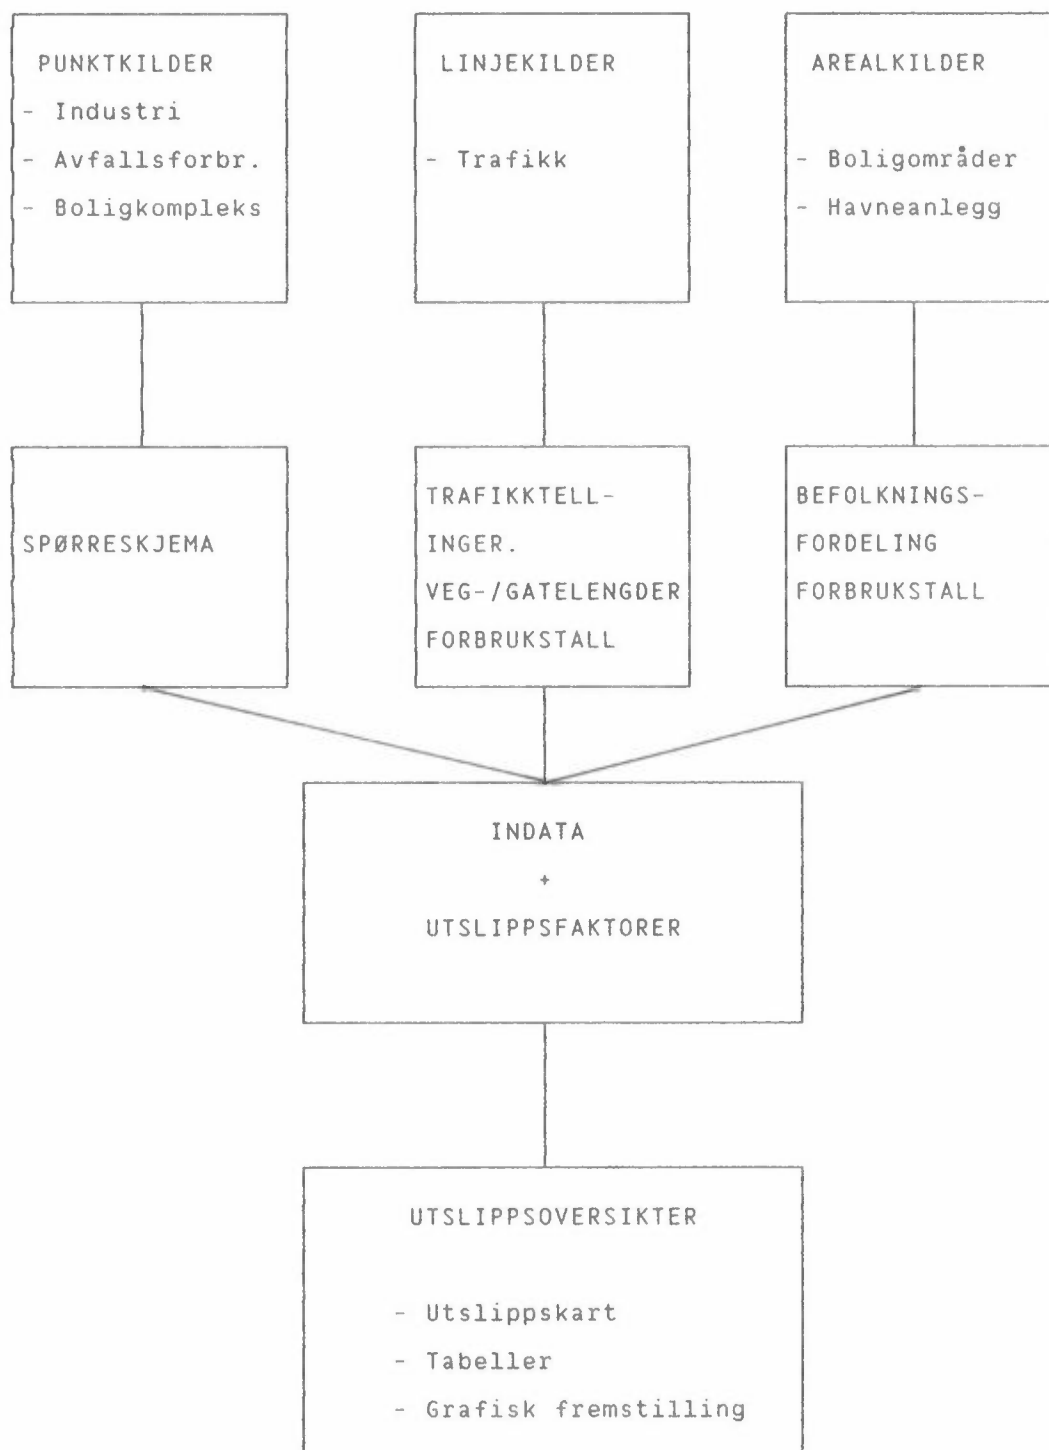 PUNKTKILDER
- Industri
- Avfallsforbr.
- Boligkompleks
LINJEKILDER
- Trafikk
AREALKILDER
- Boligområder
- Havneanlegg
SPØRRESKJEMA
TRAFIKKTELL-
INGER.
VEG-/GATELENGDER
FORBRUKSTALL
BEFOLKNINGS-
FORDELING
FORBRUKSTALL
INDATA
+
UTSLIPPSFAKTORER
UTSLIPPSOVERSIKTER
- Utslippskart
- Tabeller
- Grafisk fremstilling